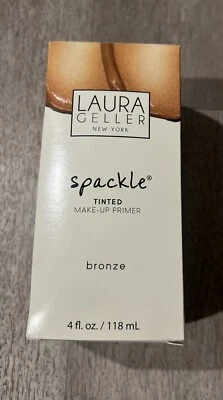 LAURA
GELLER
NEW YORK
spackle®
TINTED
MAKE-UP PRIMER
bronze
4 fl. oz. / 118 mL